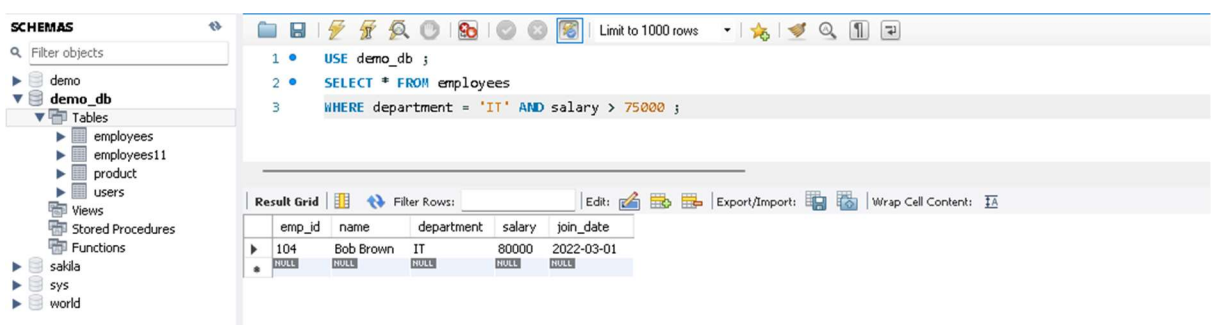 SCHEMAS
Filter objects
demo
demo_db
Tables
employees
employees11
product
users
Views
Stored Procedures
Functions
sakila
sys
world
Limit to 1000 rows
1 USE demo_db ;
2 SELECT * FROM employees
3 WHERE department = 'IT' AND salary > 75000 ;
Result Grid Filter Rows: Edit: Export/Import: Wrap Cell Content:
emp_id name department salary join_date
104 Bob Brown IT 80000 2022-03-01
NULL NULL NULL NULL NULL